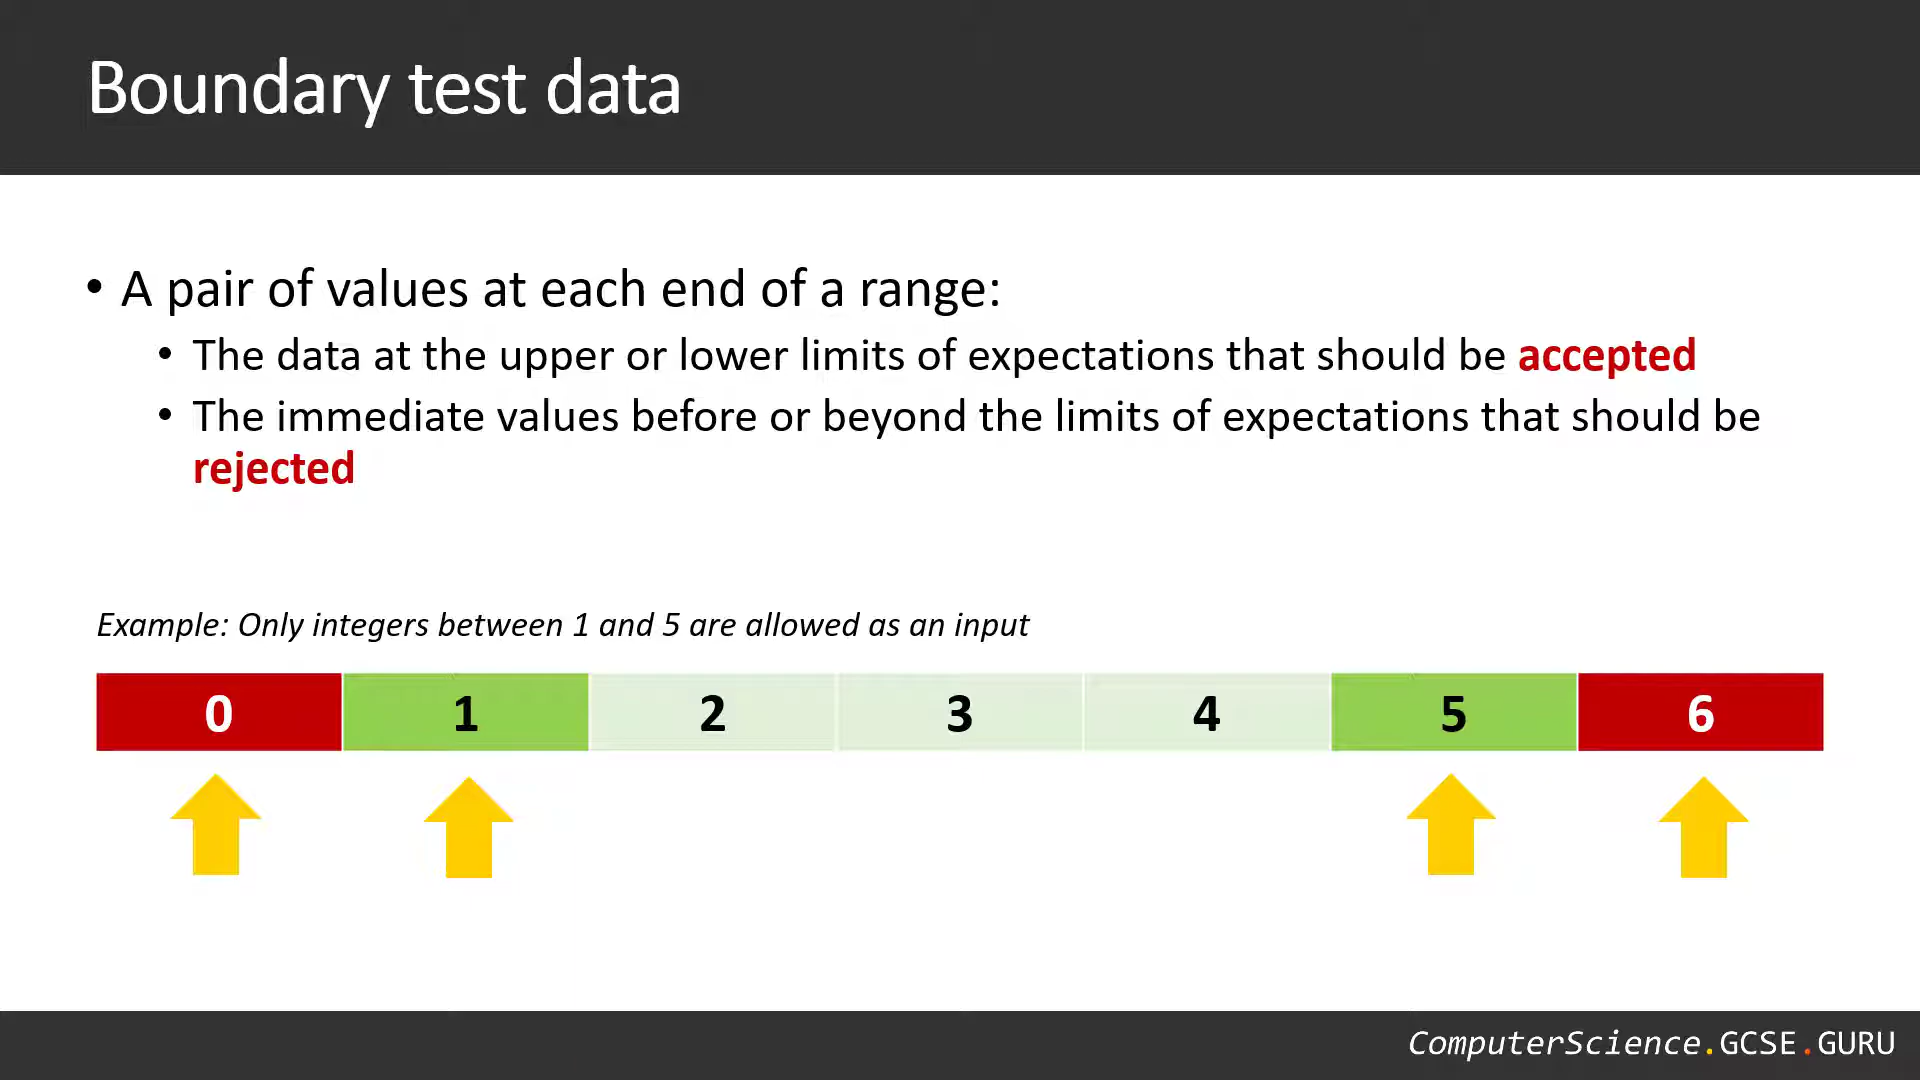 Boundary test data
• A pair of values at each end of a range:
• The data at the upper or lower limits of expectations that should be accepted
• The immediate values before or beyond the limits of expectations that should be
rejected
Example: Only integers between 1 and 5 are allowed as an input
0 1 2 3 4 5 6
ComputerScience.GCSE.GURU